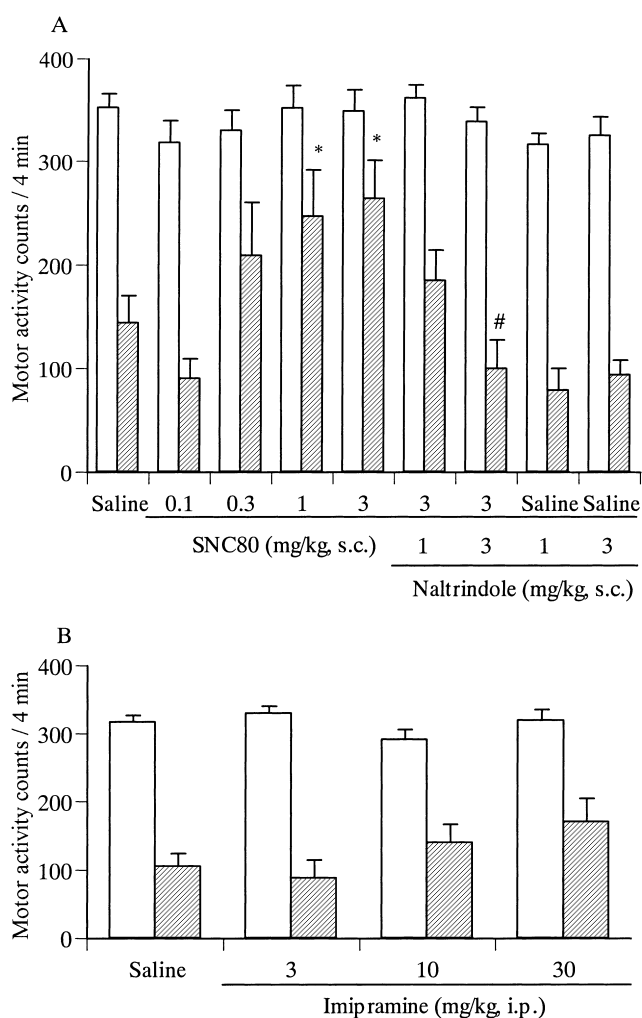 A
Motor activity counts / 4 min
400
300
200
100
0
* *
#
Saline 0.1 0.3 1 3 3 3 Saline Saline
SNC80 (mg/kg, s.c.) 1 3 1 3
Naltrindole (mg/kg, s.c.)
B
Motor activity counts / 4 min
400
300
200
100
0
Saline 3 10 30
Imipramine (mg/kg, i.p.)